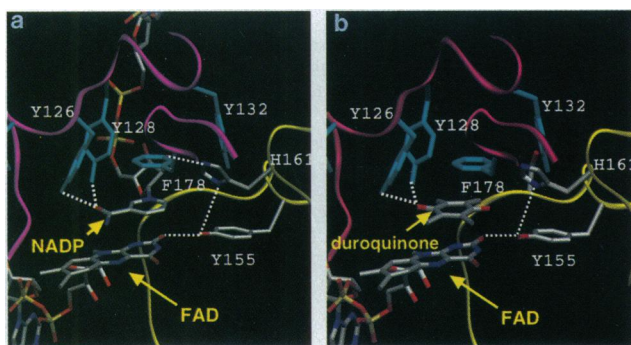 a
Y126
Y128
Y132
H161
F178
NADP
Y155
FAD
b
Y126
Y128
Y132
H161
F178
duroquinone
Y155
FAD